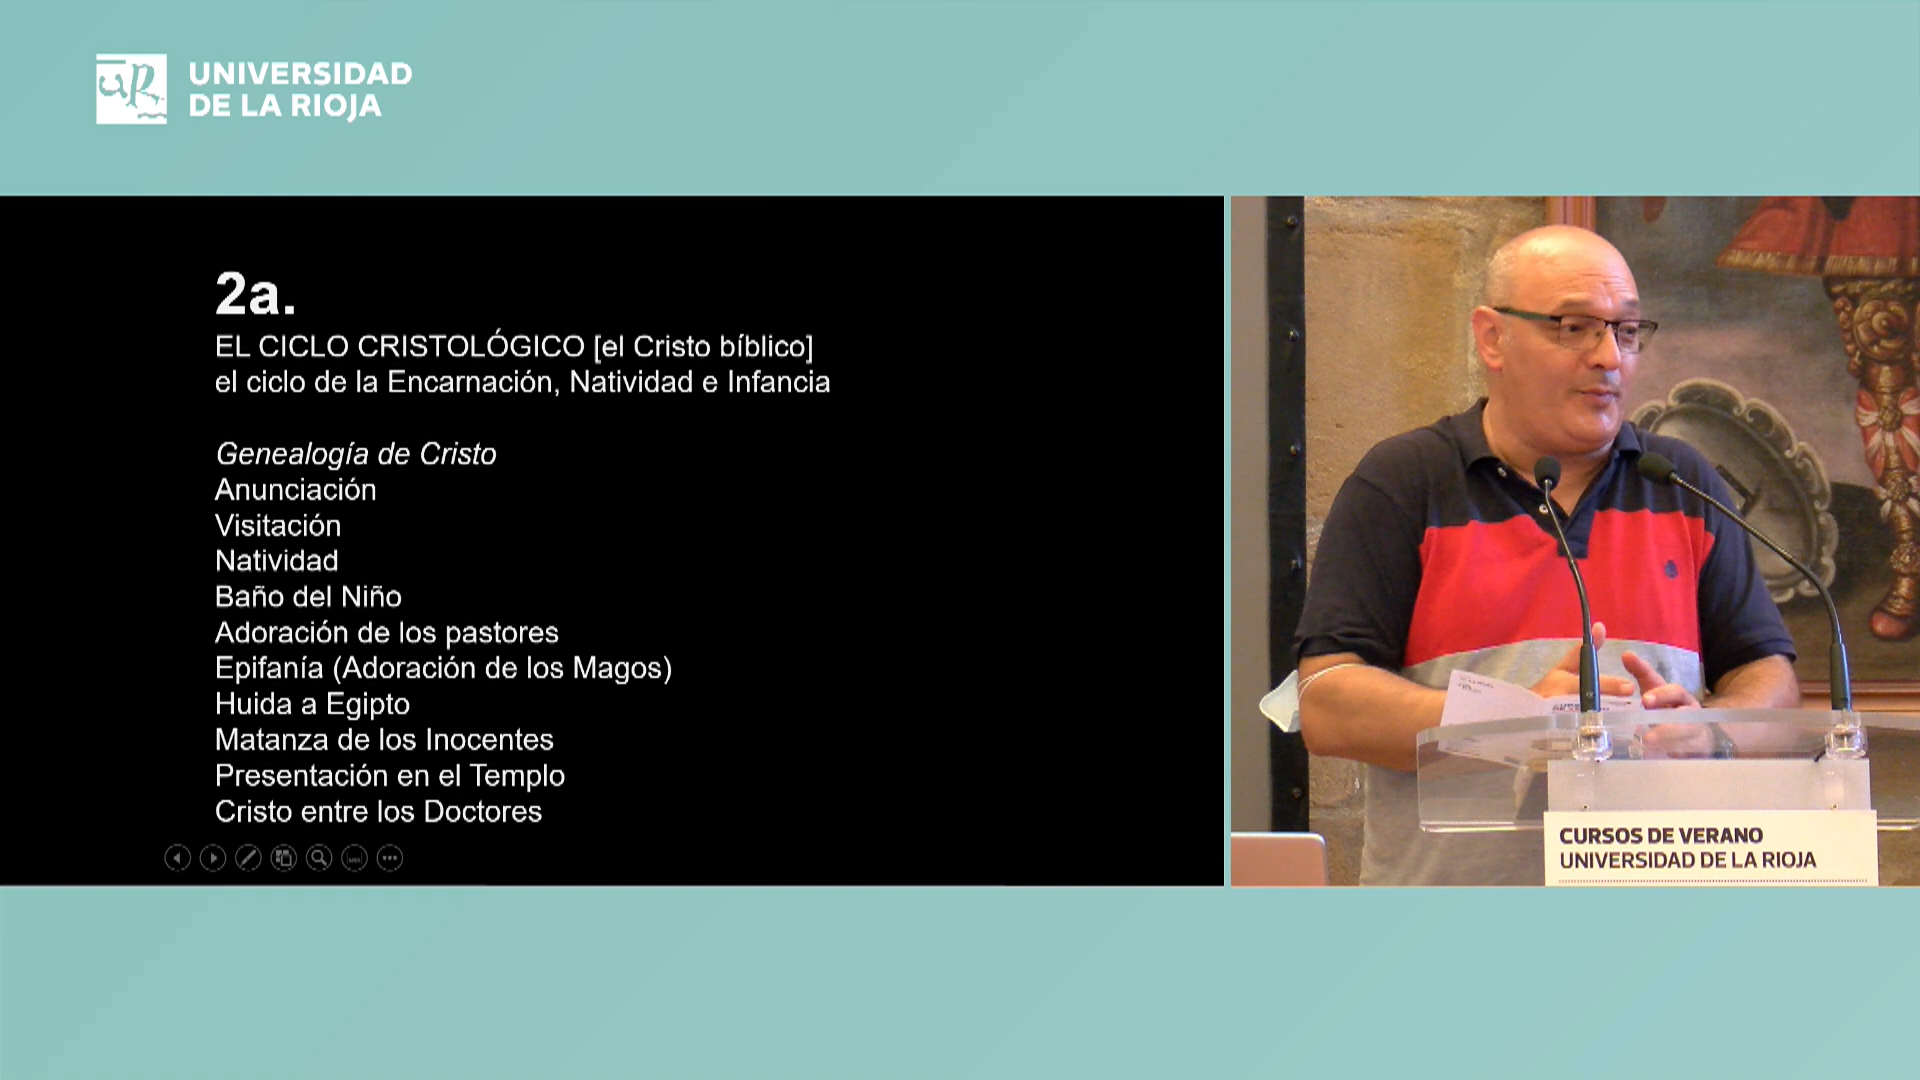 UNIVERSIDAD
DE LA RIOJA
2a.
EL CICLO CRISTOLÓGICO [el Cristo bíblico]
el ciclo de la Encarnación, Natividad e Infancia
Genealogía de Cristo
Anunciación
Visitación
Natividad
Baño del Niño
Adoración de los pastores
Epifanía (Adoración de los Magos)
Huida a Egipto
Matanza de los Inocentes
Presentación en el Templo
Cristo entre los Doctores
CURSOS DE VERANO
UNIVERSIDAD DE LA RIOJA